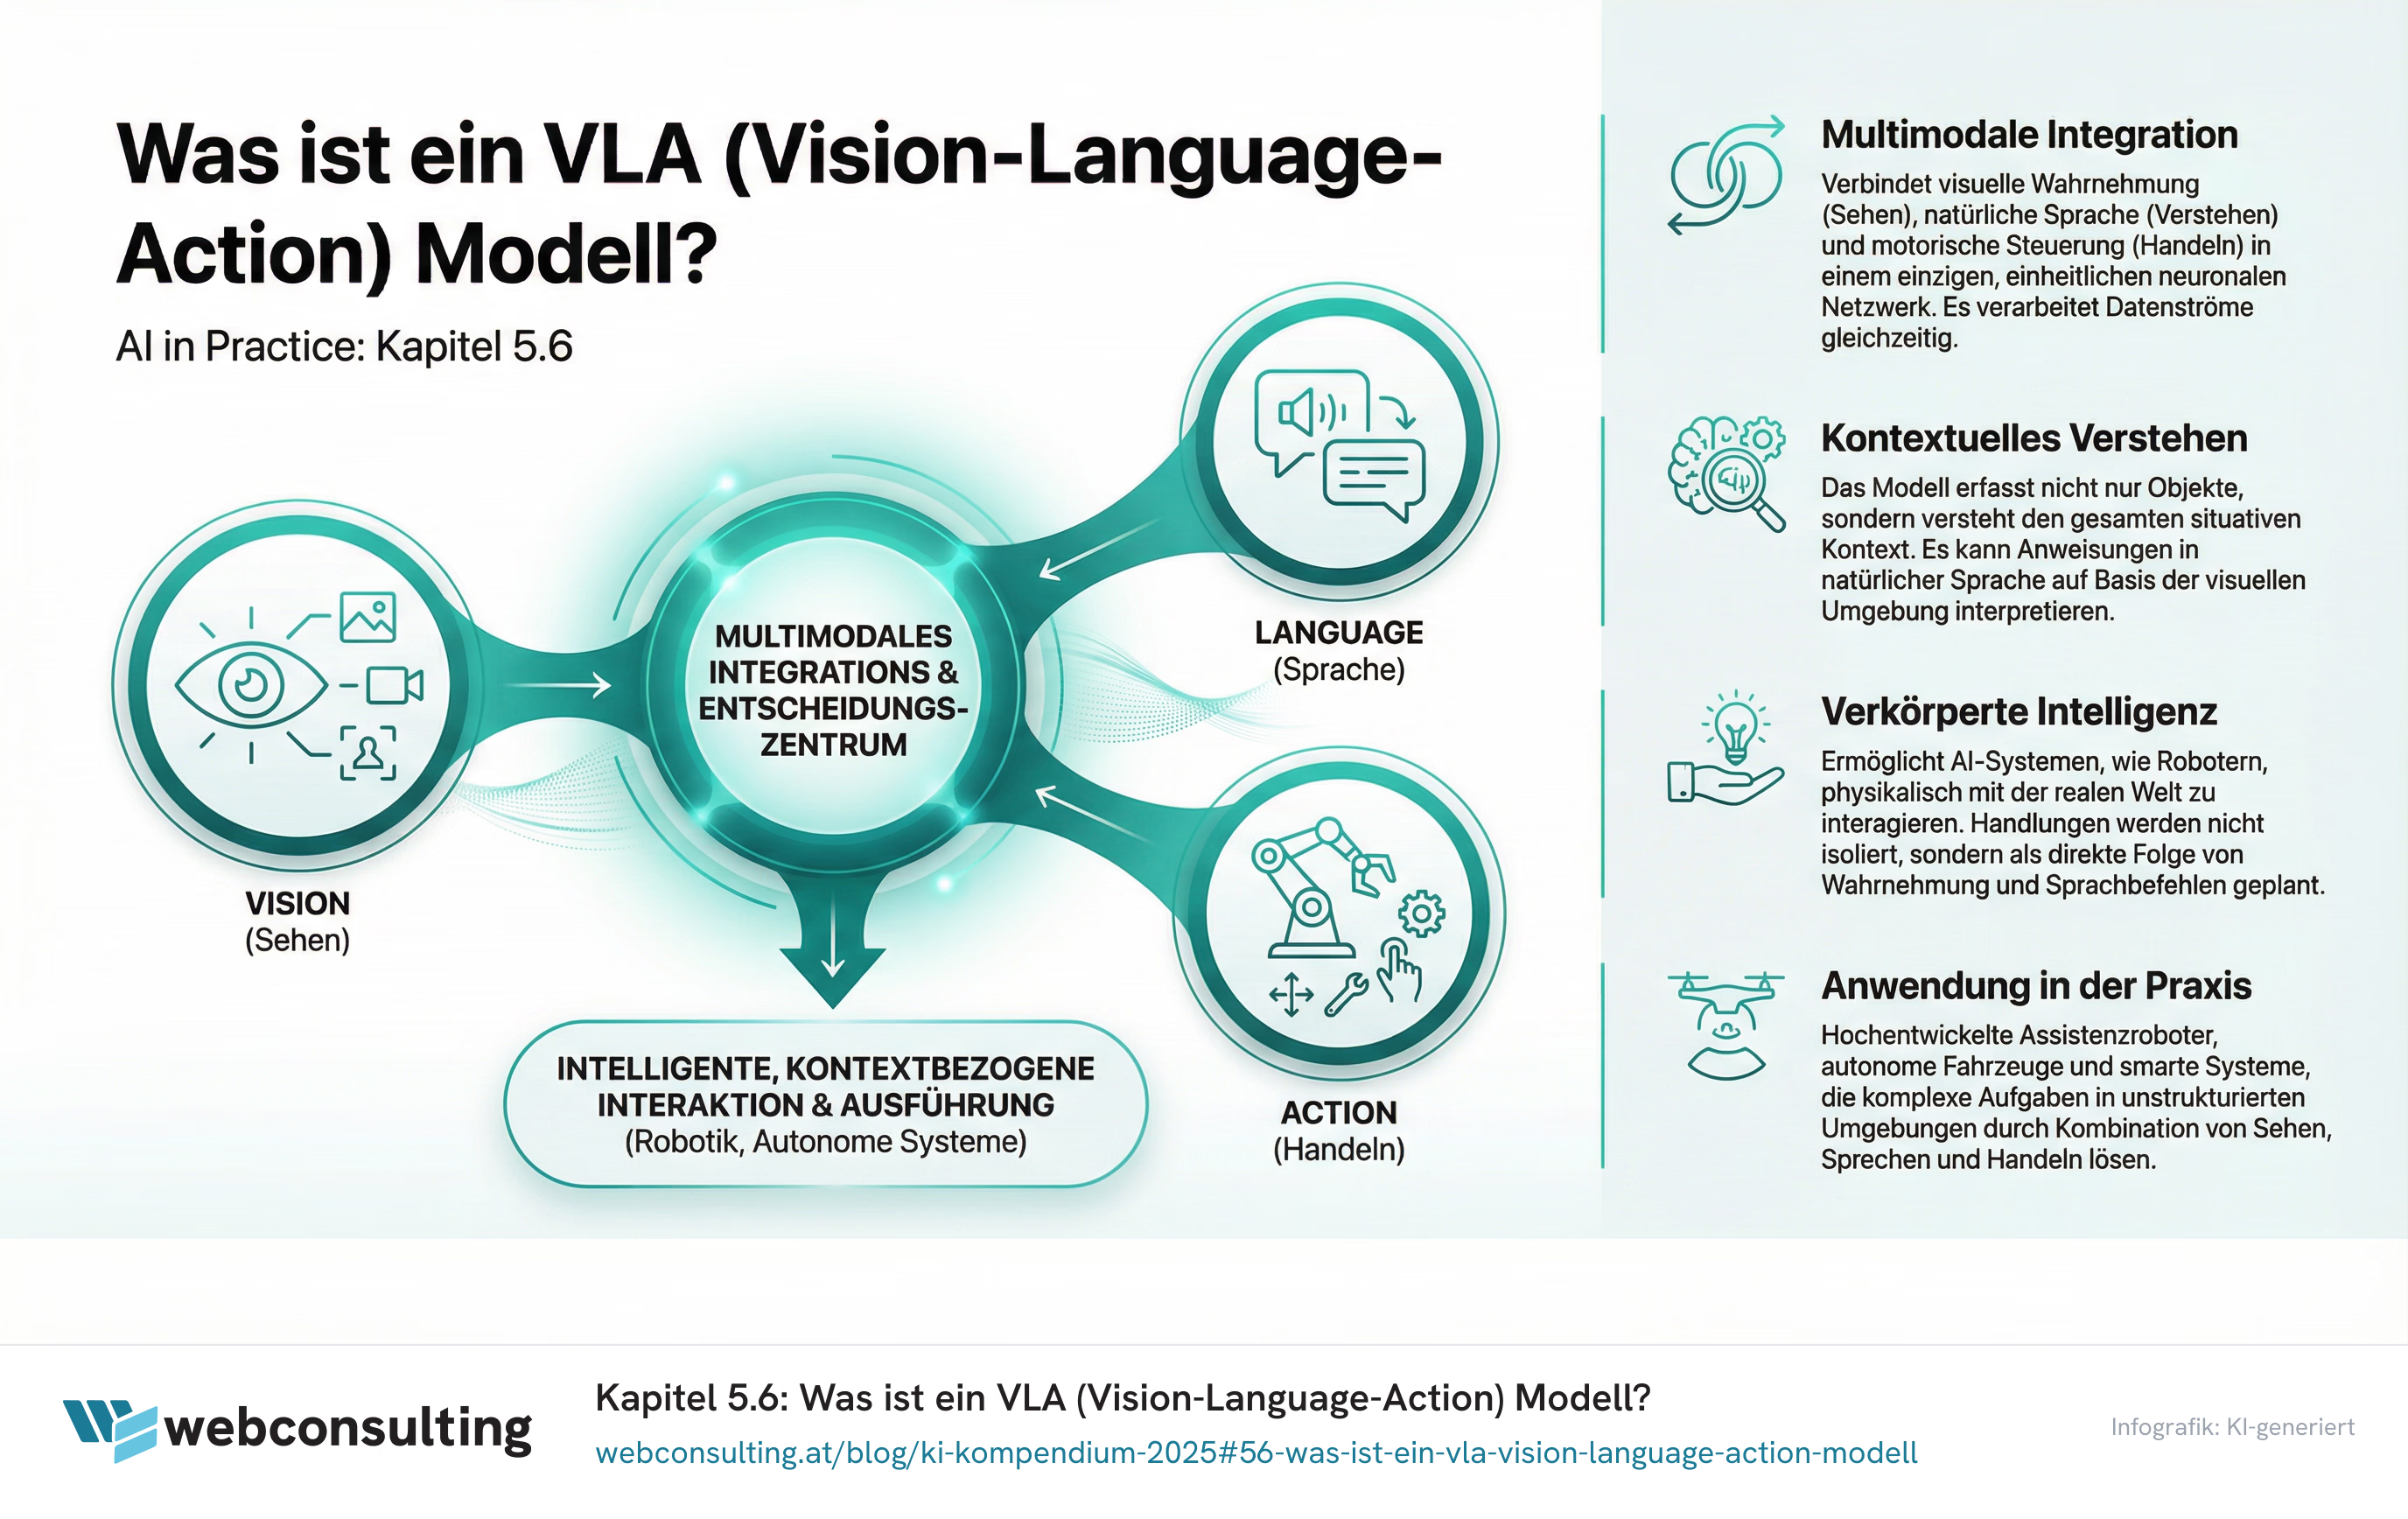 Was ist ein VLA (Vision-Language-
Action) Modell?
AI in Practice: Kapitel 5.6
VISION
(Sehen)
MULTIMODALES
INTEGRATIONS &
ENTSCHEIDUNGS-
ZENTRUM
LANGUAGE
(Sprache)
ACTION
(Handeln)
INTELLIGENTE, KONTEXTBEZOGENE
INTERAKTION & AUSFÜHRUNG
(Robotik, Autonome Systeme)
Multimodale Integration
Verbindet visuelle Wahrnehmung
(Sehen), natürliche Sprache (Verstehen)
und motorische Steuerung (Handeln) in
einem einzigen, einheitlichen neuronalen
Netzwerk. Es verarbeitet Datenströme
gleichzeitig.
Kontextuelles Verstehen
Das Modell erfasst nicht nur Objekte,
sondern versteht den gesamten situativen
Kontext. Es kann Anweisungen in
natürlicher Sprache auf Basis der visuellen
Umgebung interpretieren.
Verkörperte Intelligenz
Ermöglicht AI-Systemen, wie Robotern,
physikalisch mit der realen Welt zu
interagieren. Handlungen werden nicht
isoliert, sondern als direkte Folge von
Wahrnehmung und Sprachbefehlen geplant.
Anwendung in der Praxis
Hochentwickelte Assistenzroboter,
autonome Fahrzeuge und smarte Systeme,
die komplexe Aufgaben in unstrukturierten
Umgebungen durch Kombination von Sehen,
Sprechen und Handeln lösen.
webconsulting
Kapitel 5.6: Was ist ein VLA (Vision-Language-Action) Modell?
webconsulting.at/blog/ki-kompendium-2025#56-was-ist-ein-vla-vision-language-action-modell
Infografik: KI-generiert